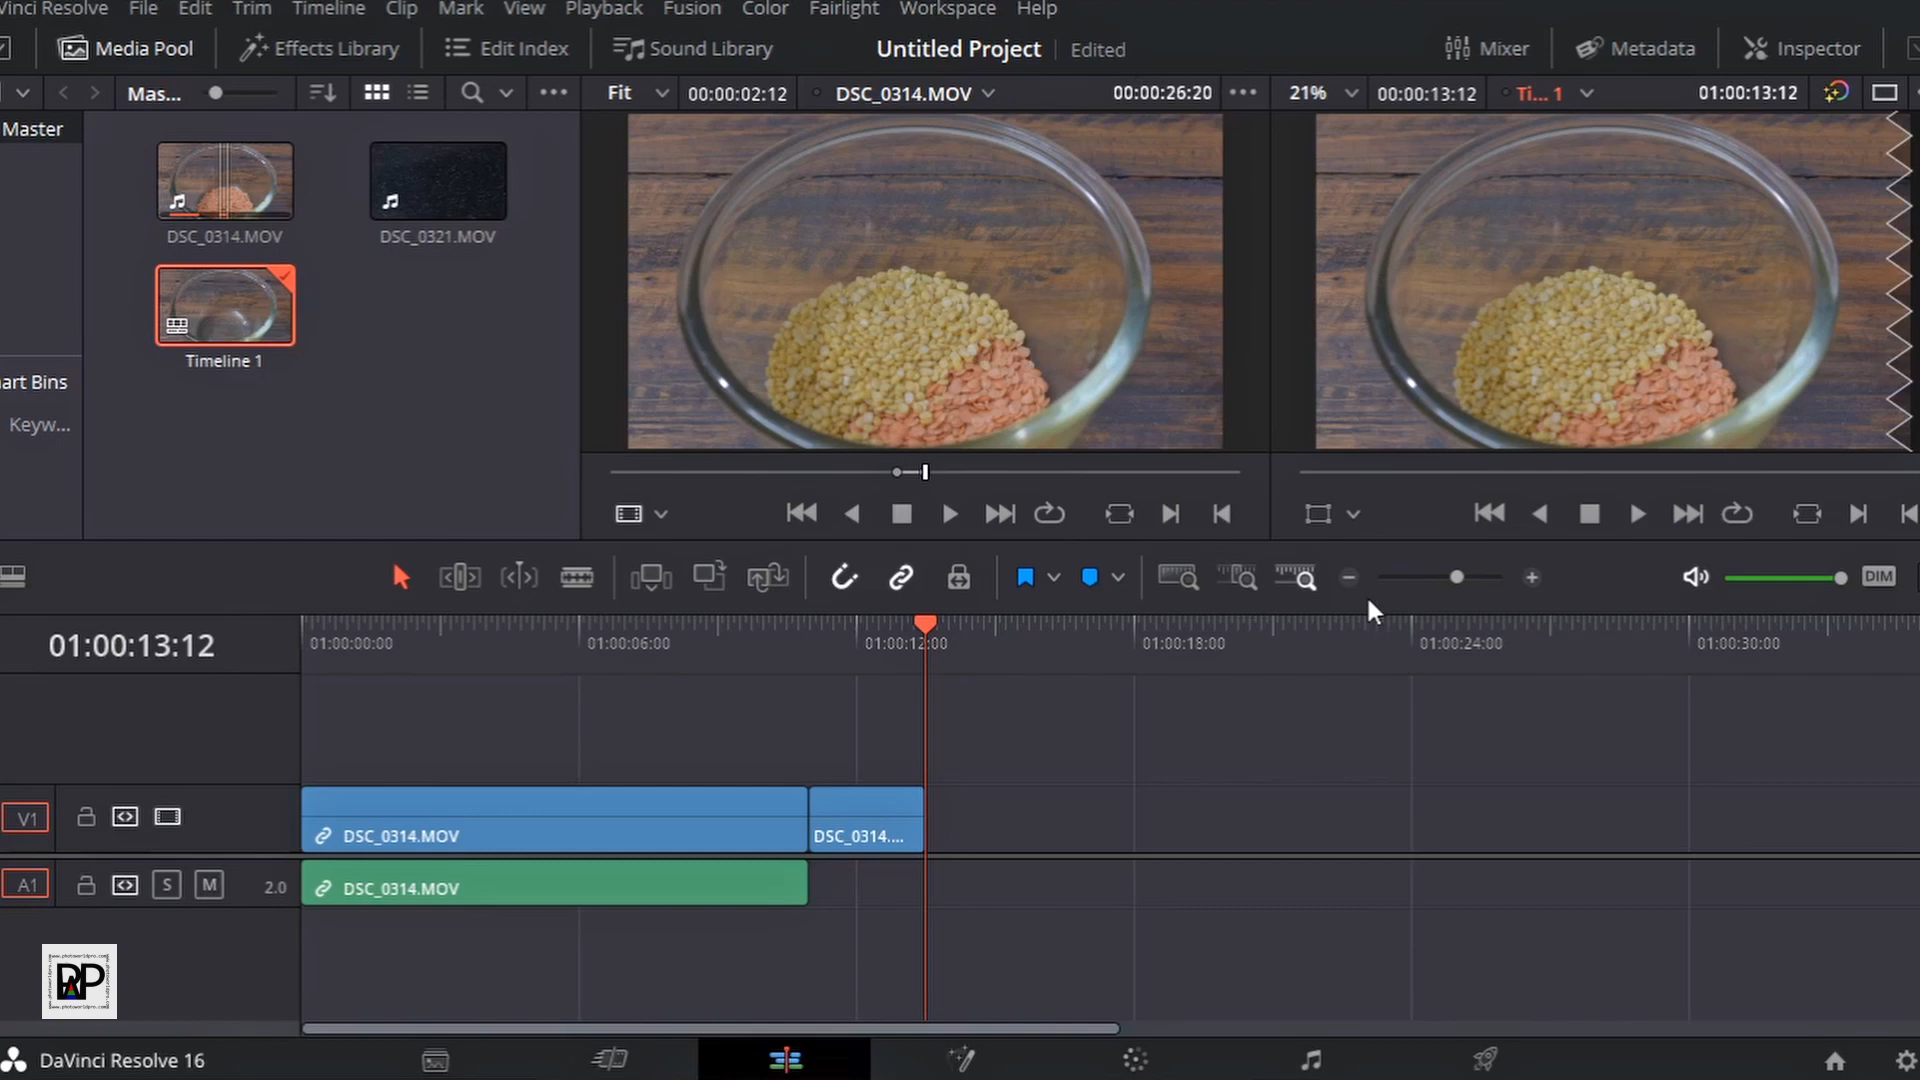 Vinci Resolve File Edit Trim Timeline Clip Mark View Playback Fusion Color Fairlight Workspace Help
Media Pool Effects Library Edit Index Sound Library Untitled Project Edited Mixer Metadata Inspector
Mas... Fit 00:00:02:12 DSC_0314.MOV 00:00:26:20 21% 00:00:13:12 Ti... 1 01:00:13:12
Master
DSC_0314.MOV DSC_0321.MOV
Timeline 1
art Bins
Keyw...
DIM
01:00:13:12 01:00:00:00 01:00:06:00 01:00:12:00 01:00:18:00 01:00:24:00 01:00:30:00
V1 DSC_0314.MOV DSC_0314....
A1 S M 2.0 DSC_0314.MOV
www.photoworldpro.com
DaVinci Resolve 16